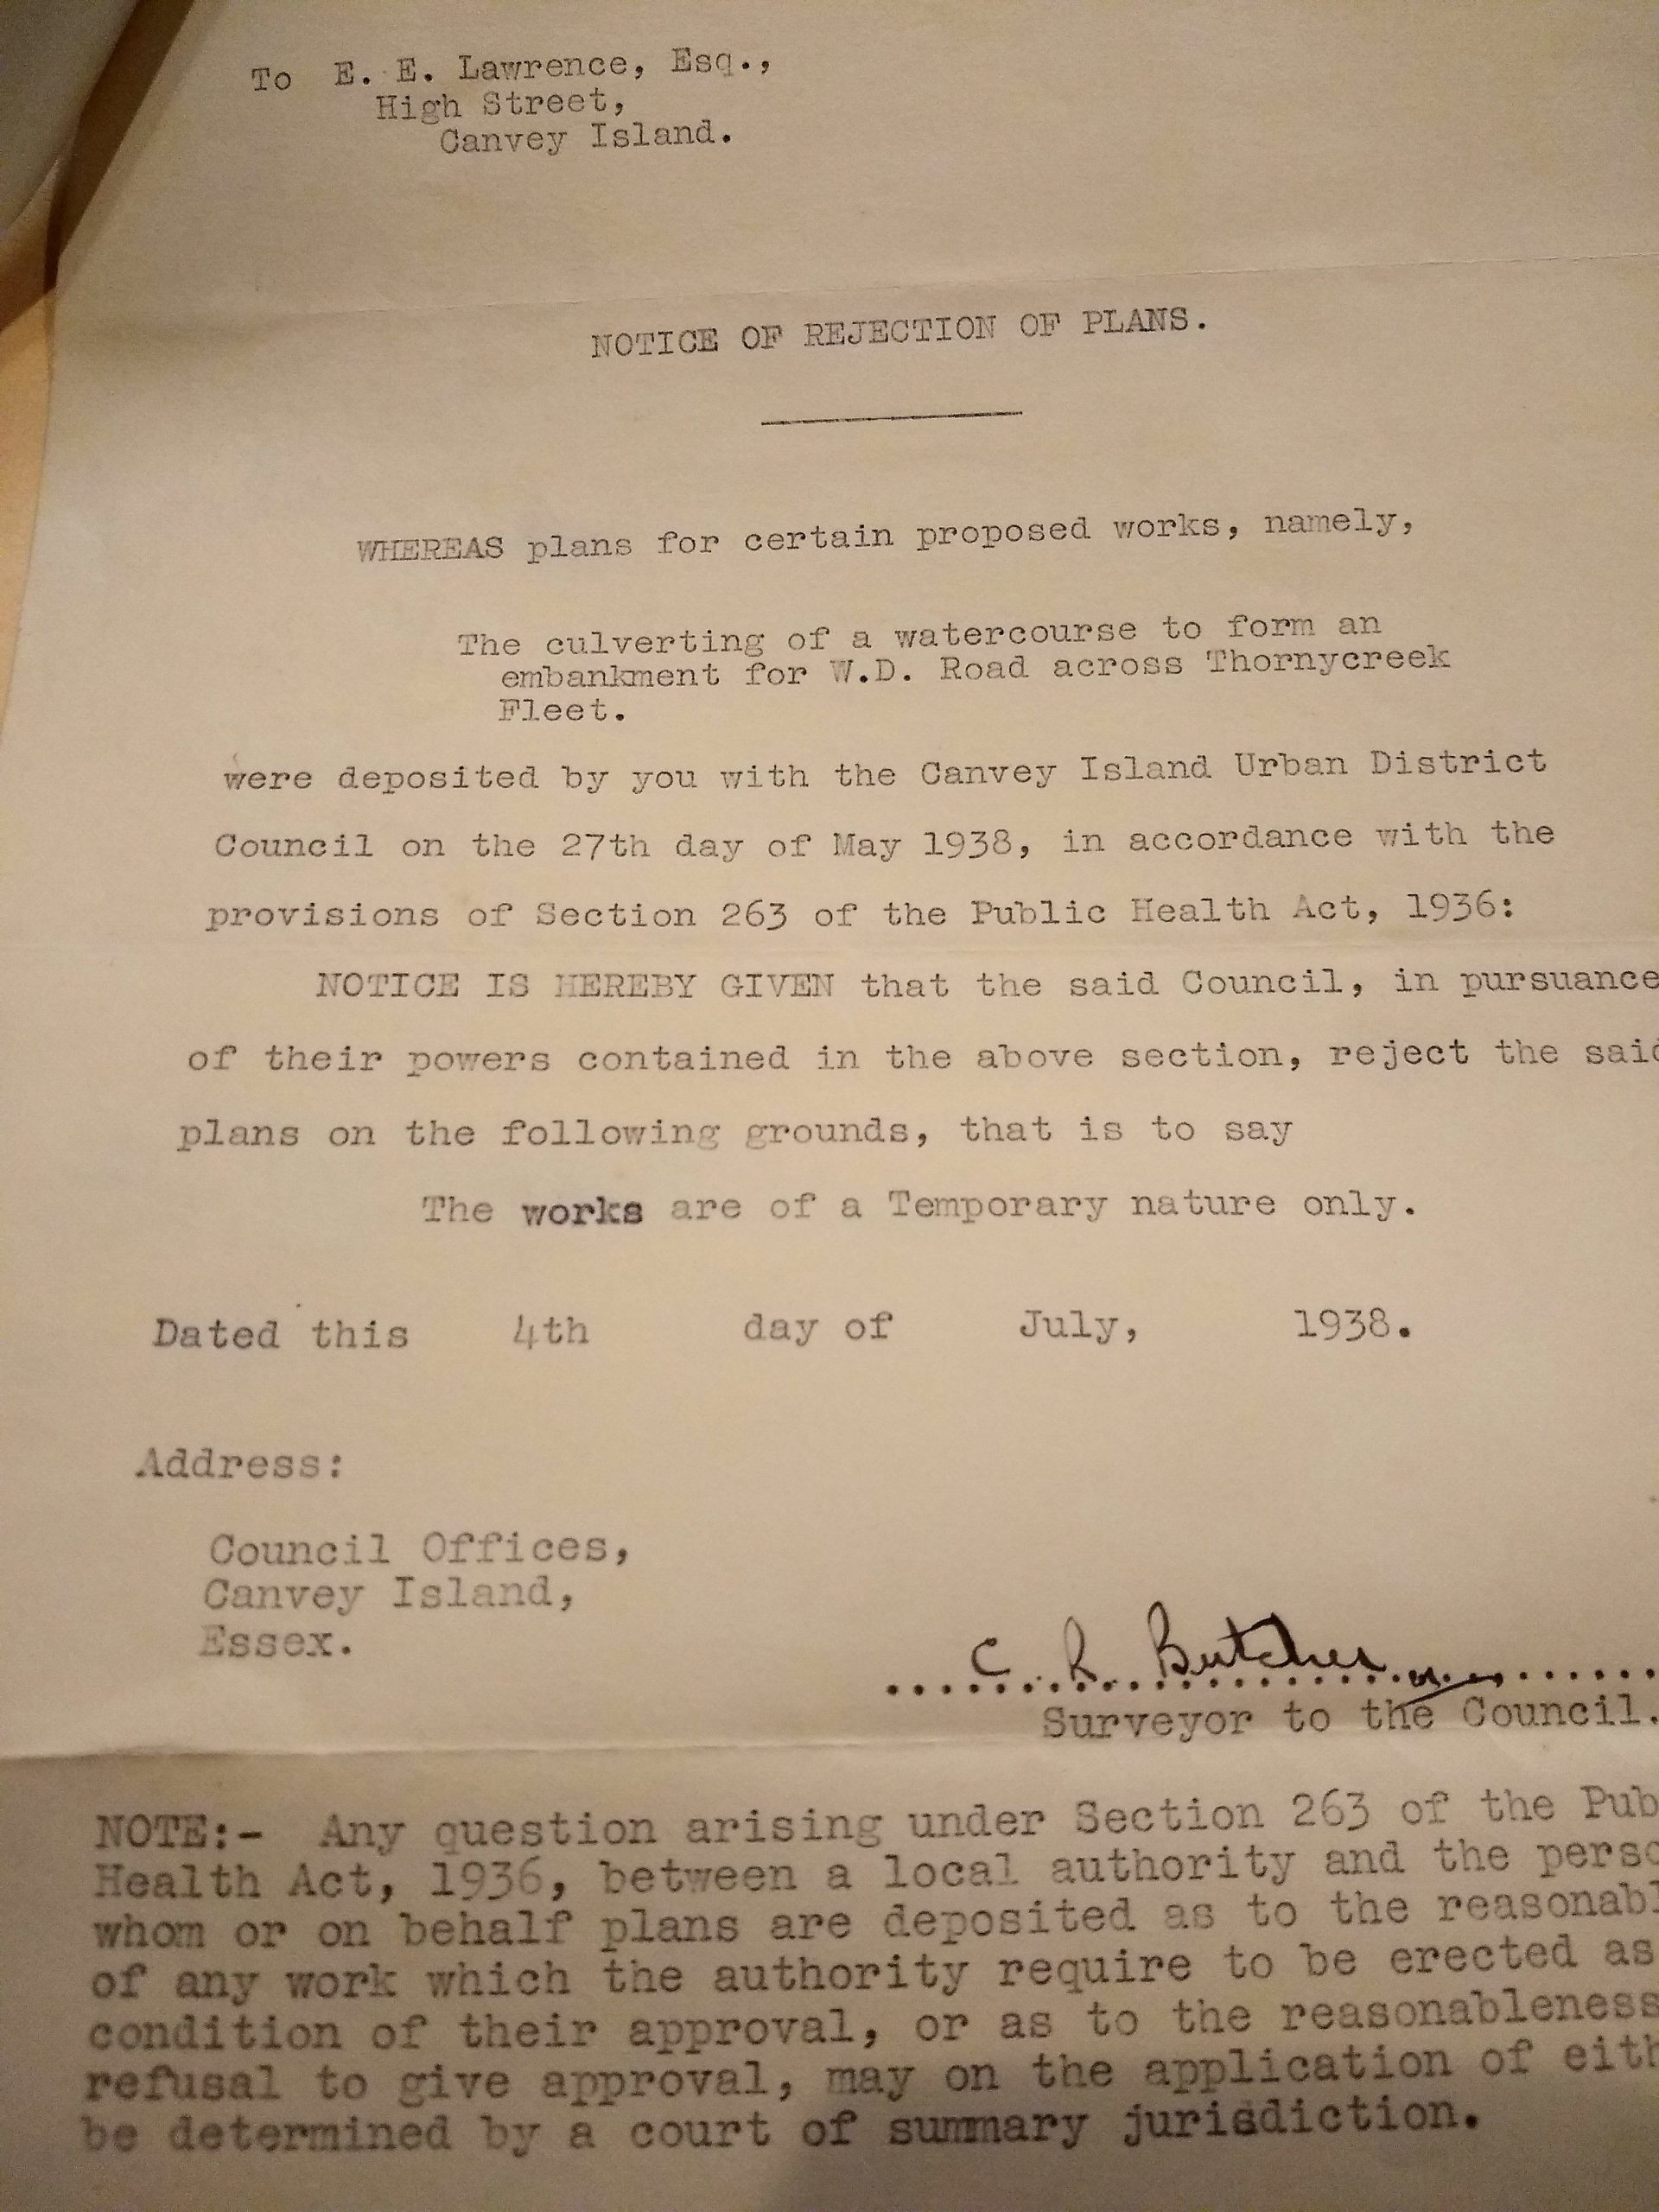 To E. E. Lawrence, Esq.,
High Street,
Canvey Island.
NOTICE OF REJECTION OF PLANS.
WHEREAS plans for certain proposed works, namely,
The culverting of a watercourse to form an
embankment for W.D. Road across Thornycreek
Fleet.
were deposited by you with the Canvey Island Urban District
Council on the 27th day of May 1938, in accordance with the
provisions of Section 263 of the Public Health Act, 1936:
NOTICE IS HEREBY GIVEN that the said Council, in pursuance
of their powers contained in the above section, reject the said
plans on the following grounds, that is to say
The works are of a Temporary nature only.
Dated this 4th day of July, 1938.
Address:
Council Offices,
Canvey Island,
Essex.
C. R. Butcher
Surveyor to the Council.
NOTE:- Any question arising under Section 263 of the Pub
Health Act, 1936, between a local authority and the perso
whom or on behalf plans are deposited as to the reasonabl
of any work which the authority require to be erected as
condition of their approval, or as to the reasonableness
refusal to give approval, may on the application of eith
be determined by a court of summary jurisdiction.